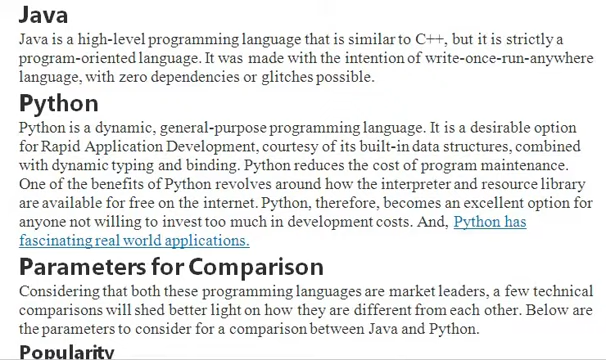 Java
Java is a high-level programming language that is similar to C++, but it is strictly a
program-oriented language. It was made with the intention of write-once-run-anywhere
language, with zero dependencies or glitches possible.
Python
Python is a dynamic, general-purpose programming language. It is a desirable option
for Rapid Application Development, courtesy of its built-in data structures, combined
with dynamic typing and binding. Python reduces the cost of program maintenance.
One of the benefits of Python revolves around how the interpreter and resource library
are available for free on the internet. Python, therefore, becomes an excellent option for
anyone not willing to invest too much in development costs. And, Python has
fascinating real world applications.
Parameters for Comparison
Considering that both these programming languages are market leaders, a few technical
comparisons will shed better light on how they are different from each other. Below are
the parameters to consider for a comparison between Java and Python.
Popularity